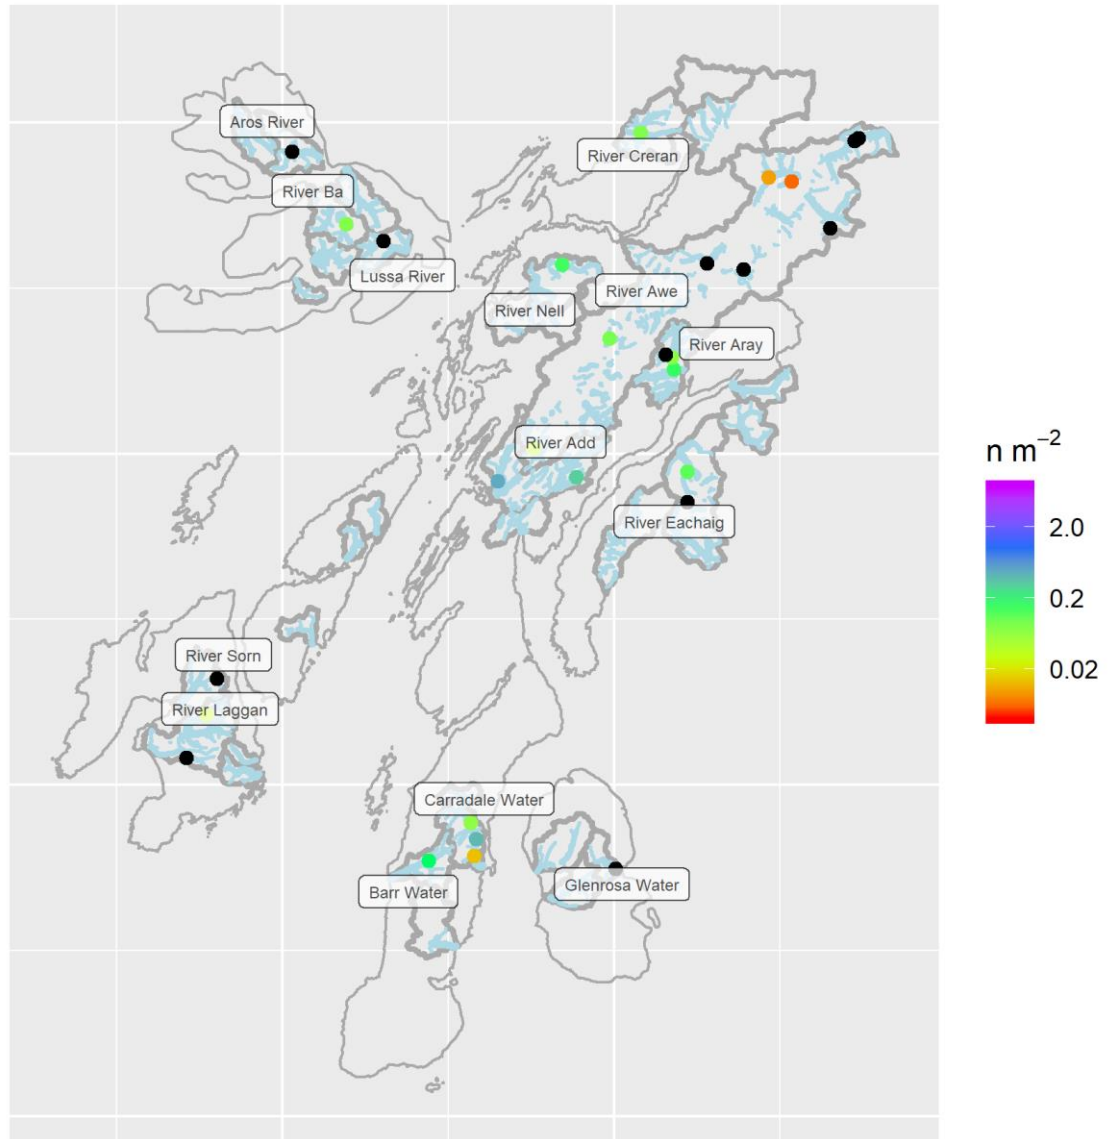 Aros River
River Creran
River Ba
Lussa River
River Awe
River Nell
River Aray
River Add
n m⁻²
River Eachaig
2.0
0.2
River Sorn
0.02
River Laggan
Carradale Water
Barr Water
Glenrosa Water